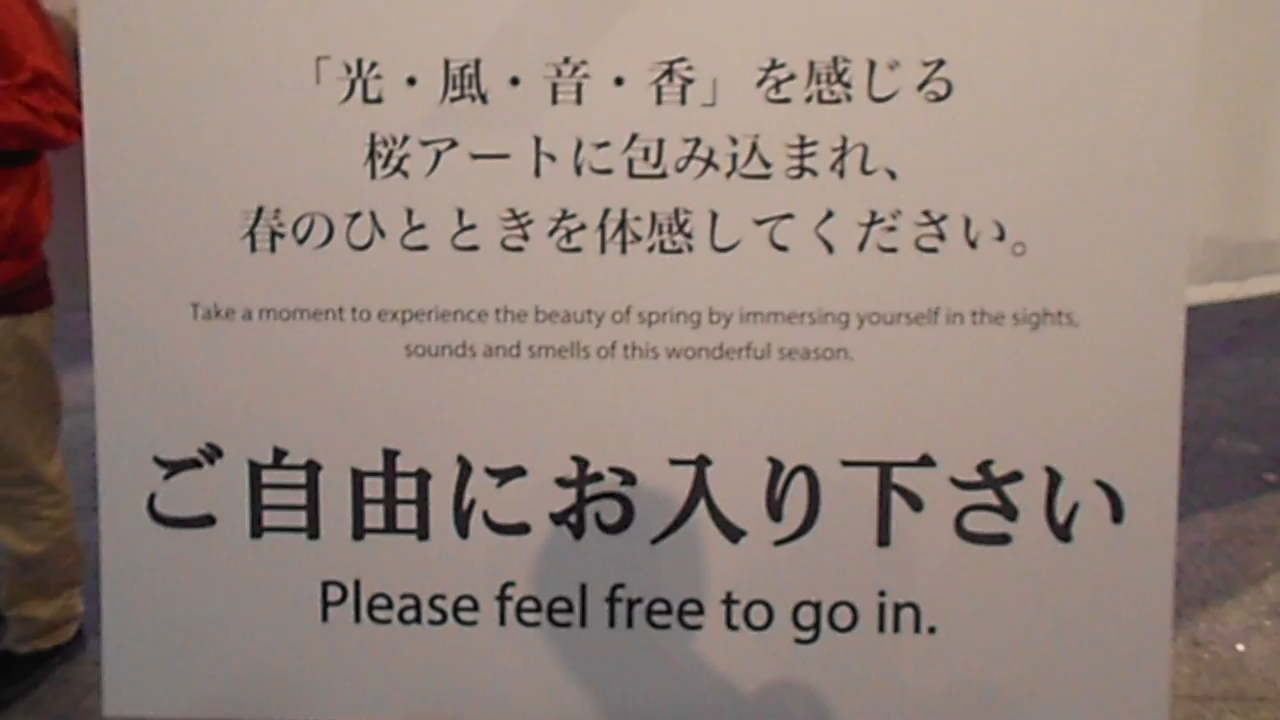 「光・風・音・香」を感じる
桜アートに包み込まれ、
春のひとときを体感してください。
Take a moment to experience the beauty of spring by immersing yourself in the sights,
sounds and smells of this wonderful season.
ご自由にお入り下さい
Please feel free to go in.